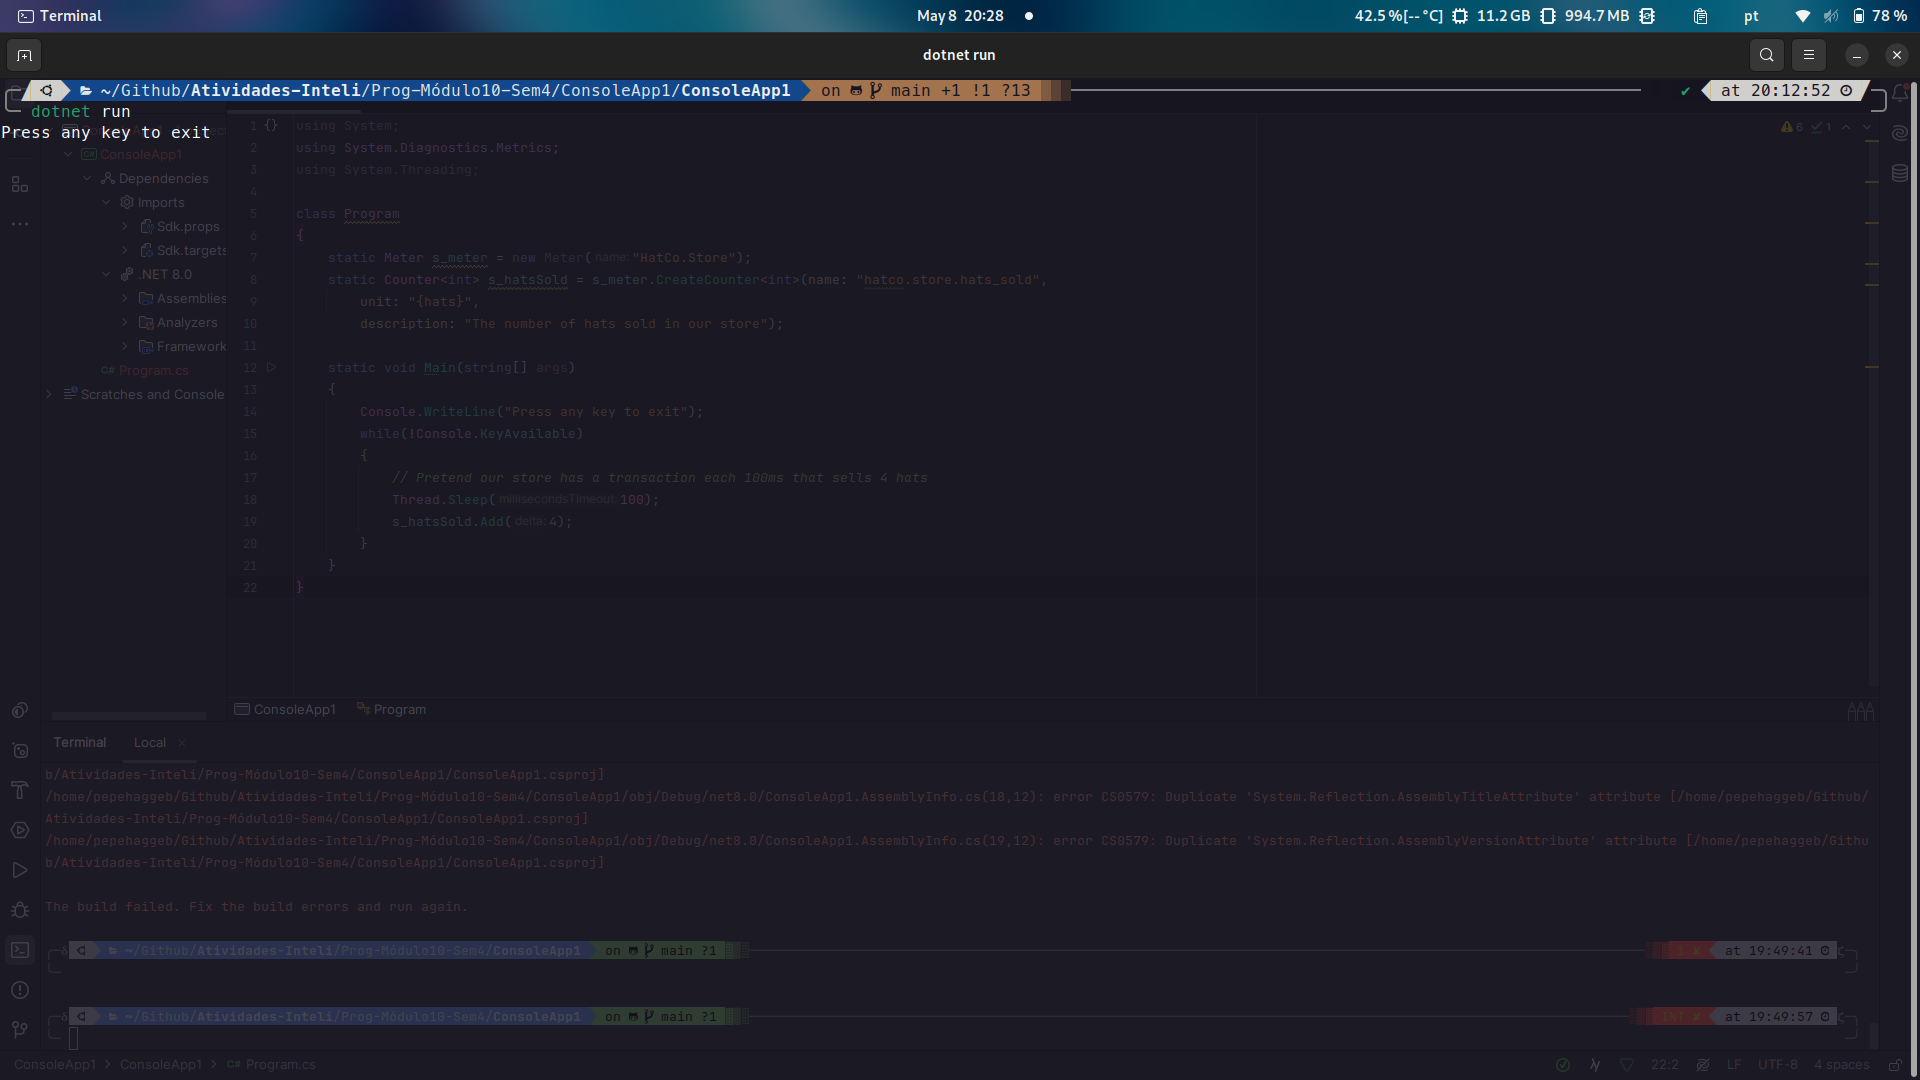 Terminal
May 8 20:28
42.5 %[-- °C] 11.2 GB 994.7 MB pt 78 %
dotnet run
~/Github/Atividades-Inteli/Prog-Módulo10-Sem4/ConsoleApp1/ConsoleApp1 on main +1 !1 ?13 ✔ at 20:12:52
dotnet run
Press any key to exit
ConsoleApp1
Dependencies
Imports
Sdk.props
Sdk.targets
.NET 8.0
Assemblies
Analyzers
Framework
Program.cs
Scratches and Console
6 1
1 using System;
2 using System.Diagnostics.Metrics;
3 using System.Threading;
4
5 class Program
6 {
7 static Meter s_meter = new Meter( name: "HatCo.Store");
8 static Counter<int> s_hatsSold = s_meter.CreateCounter<int>(name: "hatco.store.hats_sold",
9 unit: "{hats}",
10 description: "The number of hats sold in our store");
11
12 static void Main(string[] args)
13 {
14 Console.WriteLine("Press any key to exit");
15 while(!Console.KeyAvailable)
16 {
17 // Pretend our store has a transaction each 100ms that sells 4 hats
18 Thread.Sleep( millisecondsTimeout: 100);
19 s_hatsSold.Add( delta: 4);
20 }
21 }
22 }
ConsoleApp1 Program
Terminal Local
b/Atividades-Inteli/Prog-Módulo10-Sem4/ConsoleApp1/ConsoleApp1.csproj]
/home/pepehaggeb/Github/Atividades-Inteli/Prog-Módulo10-Sem4/ConsoleApp1/obj/Debug/net8.0/ConsoleApp1.AssemblyInfo.cs(18,12): error CS0579: Duplicate 'System.Reflection.AssemblyTitleAttribute' attribute [/home/pepehaggeb/Github/
Atividades-Inteli/Prog-Módulo10-Sem4/ConsoleApp1/ConsoleApp1.csproj]
/home/pepehaggeb/Github/Atividades-Inteli/Prog-Módulo10-Sem4/ConsoleApp1/obj/Debug/net8.0/ConsoleApp1.AssemblyInfo.cs(19,12): error CS0579: Duplicate 'System.Reflection.AssemblyVersionAttribute' attribute [/home/pepehaggeb/Githu
b/Atividades-Inteli/Prog-Módulo10-Sem4/ConsoleApp1/ConsoleApp1.csproj]
The build failed. Fix the build errors and run again.
~/Github/Atividades-Inteli/Prog-Módulo10-Sem4/ConsoleApp1 on main ?1 at 19:49:41
~/Github/Atividades-Inteli/Prog-Módulo10-Sem4/ConsoleApp1 on main ?1 INT at 19:49:57
ConsoleApp1 ConsoleApp1 C# Program.cs
22:2 LF UTF-8 4 spaces